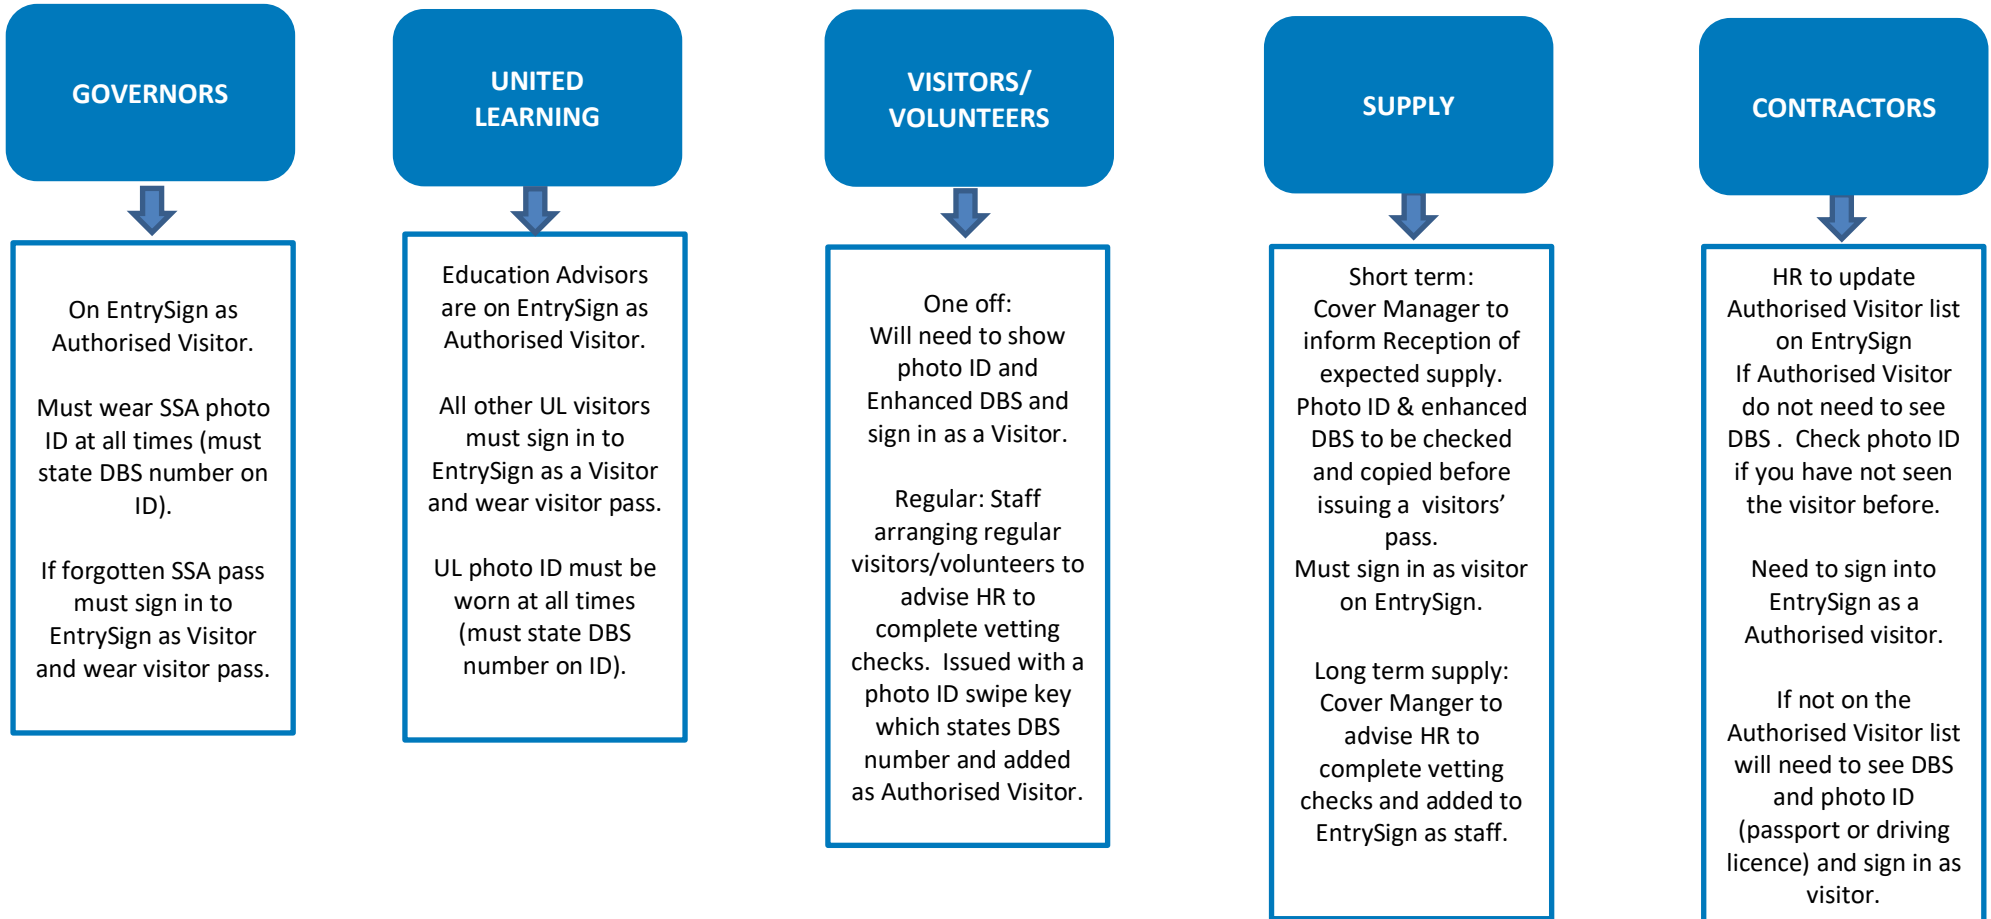 GOVERNORS
On EntrySign as
Authorised Visitor.
Must wear SSA photo
ID at all times (must
state DBS number on
ID).
If forgotten SSA pass
must sign in to
EntrySign as Visitor
and wear visitor pass.
UNITED
LEARNING
Education Advisors
are on EntrySign as
Authorised Visitor.
All other UL visitors
must sign in to
EntrySign as a Visitor
and wear visitor pass.
UL photo ID must be
worn at all times
(must state DBS
number on ID).
VISITORS/
VOLUNTEERS
One off:
Will need to show
photo ID and
Enhanced DBS and
sign in as a Visitor.
Regular: Staff
arranging regular
visitors/volunteers to
advise HR to
complete vetting
checks.  Issued with a
photo ID swipe key
which states DBS
number and added
as Authorised Visitor.
SUPPLY
Short term:
Cover Manager to
inform Reception of
expected supply.
Photo ID & enhanced
DBS to be checked
and copied before
issuing a  visitors’
pass.
Must sign in as visitor
on EntrySign.
Long term supply:
Cover Manger to
advise HR to
complete vetting
checks and added to
EntrySign as staff.
CONTRACTORS
HR to update
Authorised Visitor list
on EntrySign
If Authorised Visitor
do not need to see
DBS .  Check photo ID
if you have not seen
the visitor before.
Need to sign into
EntrySign as a
Authorised visitor.
If not on the
Authorised Visitor list
will need to see DBS
and photo ID
(passport or driving
licence) and sign in as
visitor.